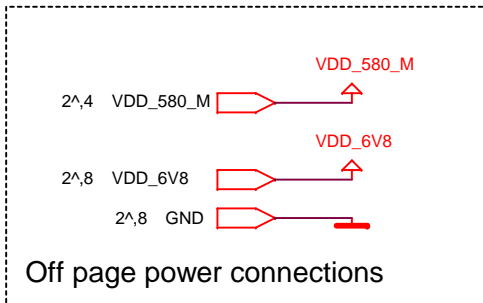 VDD_580_M
2^,4 VDD_580_M
VDD_6V8
2^,8 VDD_6V8
2^,8 GND
Off page power connections